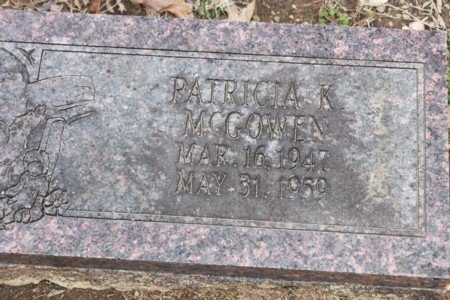 PATRICIA K
McGOWEN
MAR. 16, 1947
MAY 31, 1959